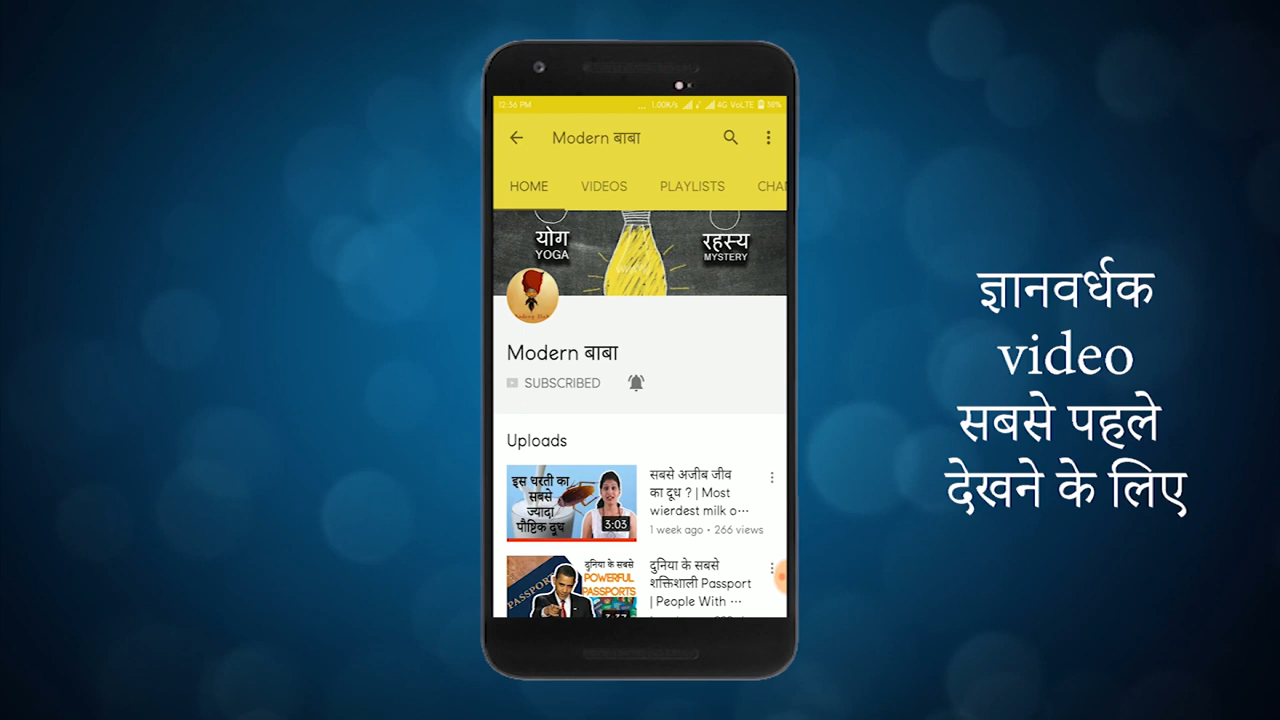 12:36 PM
1.00K/s 4G VoLTE 38%
Modern बाबा
HOME VIDEOS PLAYLISTS CHA
योग
YOGA
रहस्य
MYSTERY
Modern बाबा
SUBSCRIBED
Uploads
इस धरती का
सबसे
ज्यादा
पौष्टिक दूध
3:03
सबसे अजीब जीव
का दूध ? | Most
wierdest milk o...
1 week ago • 266 views
PASSPORT
दुनिया के सबसे
POWERFUL
PASSPORTS
दुनिया के सबसे
शक्तिशाली Passport
| People With ...
ज्ञानवर्धक
video
सबसे पहले
देखने के लिए